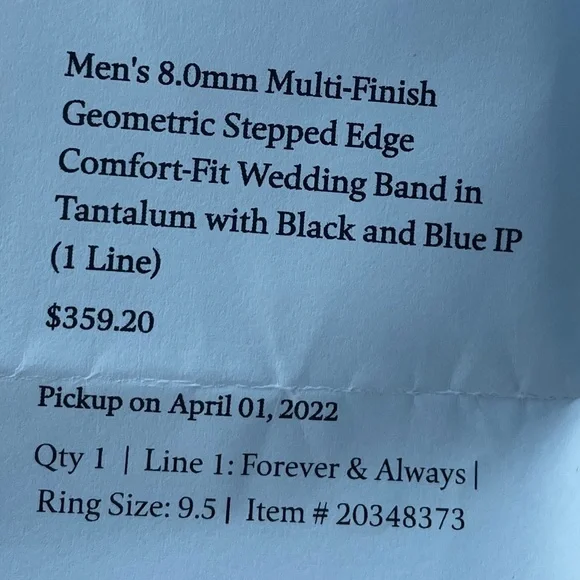 Men's 8.0mm Multi-Finish
Geometric Stepped Edge
Comfort-Fit Wedding Band in
Tantalum with Black and Blue IP
(1 Line)
$359.20
Pickup on April 01, 2022
Qty 1 | Line 1: Forever & Always |
Ring Size: 9.5 | Item # 20348373